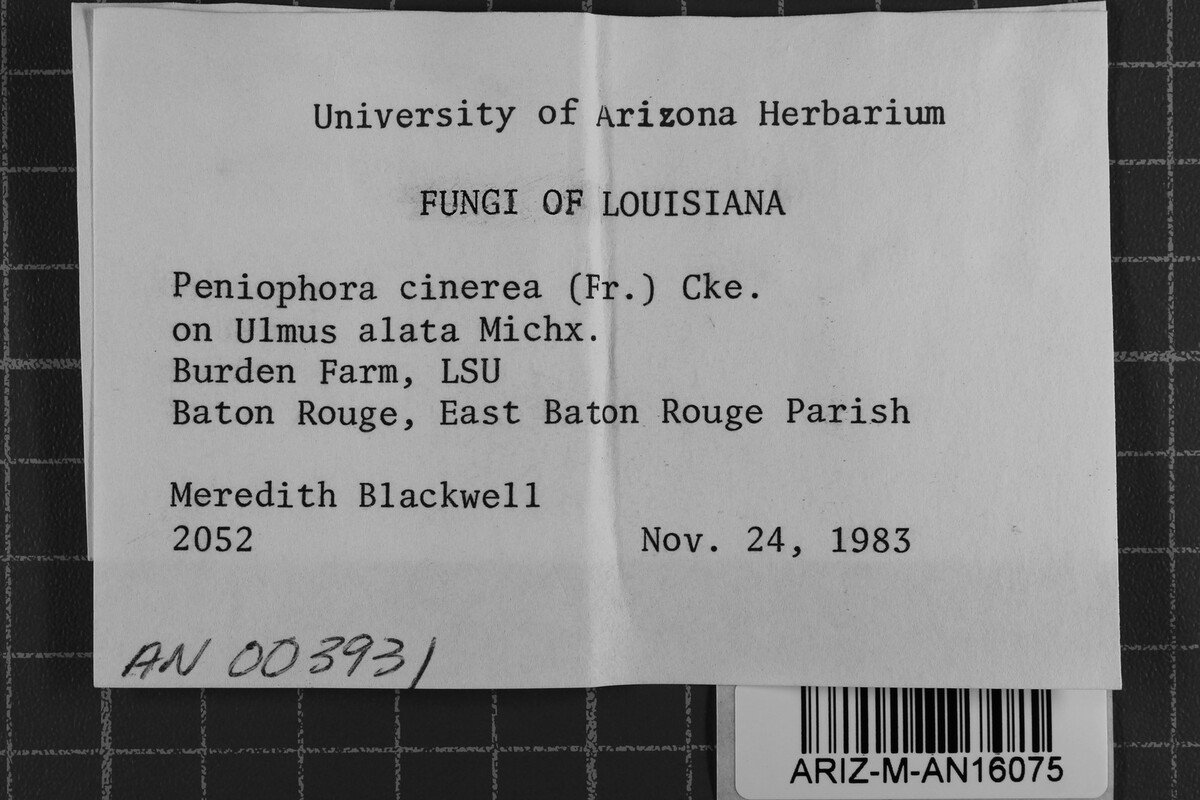 University of Arizona Herbarium
FUNGI OF LOUISIANA
Peniophora cinerea (Fr.) Cke.
on Ulmus alata Michx.
Burden Farm, LSU
Baton Rouge, East Baton Rouge Parish
Meredith Blackwell
2052 Nov. 24, 1983
AN 003931
ARIZ-M-AN16075